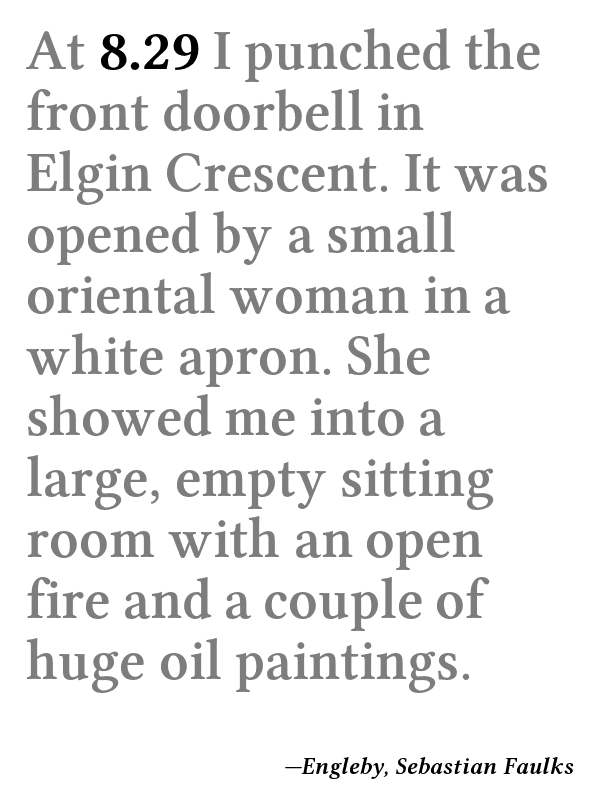 At 8.29 I punched the
front doorbell in
Elgin Crescent. It was
opened by a small
oriental woman in a
white apron. She
showed me into a
large, empty sitting
room with an open
fire and a couple of
huge oil paintings.
—Engleby, Sebastian Faulks